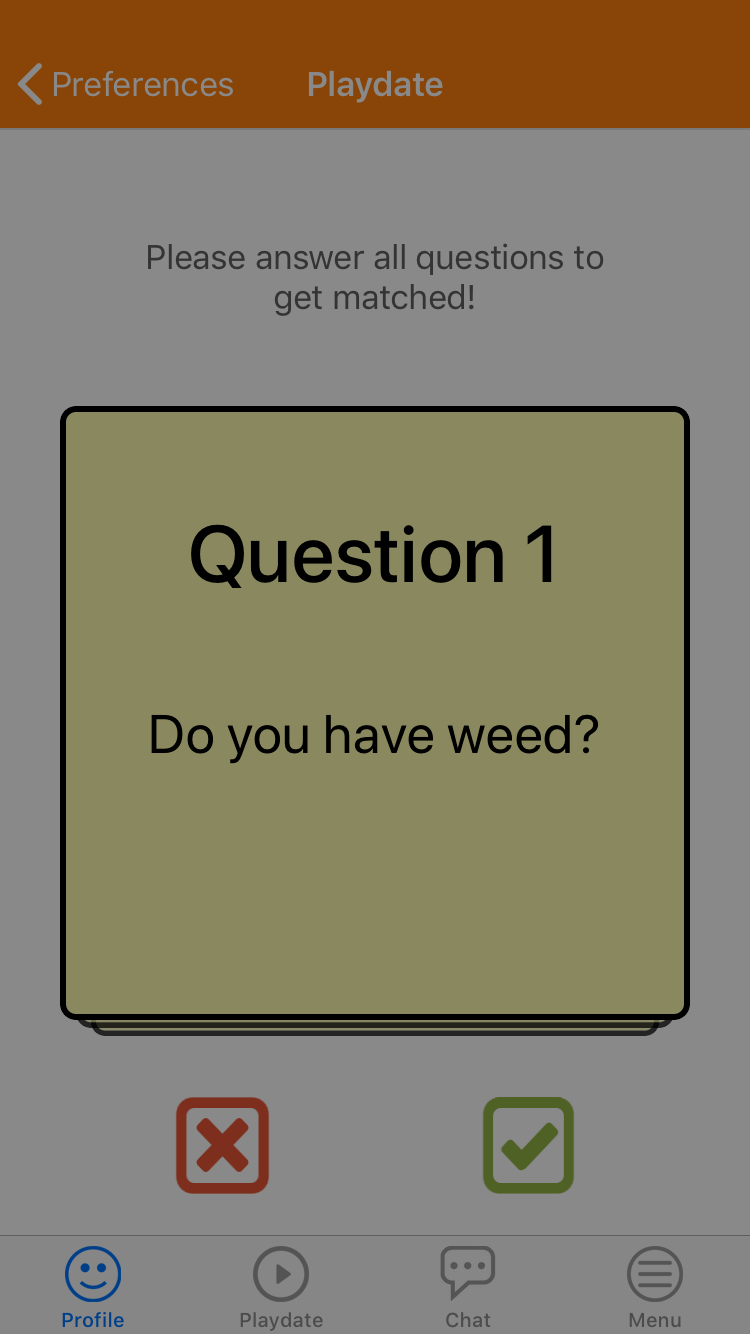 Preferences
Playdate
Please answer all questions to
get matched!
Question 1
Do you have weed?
Profile
Playdate
Chat
Menu